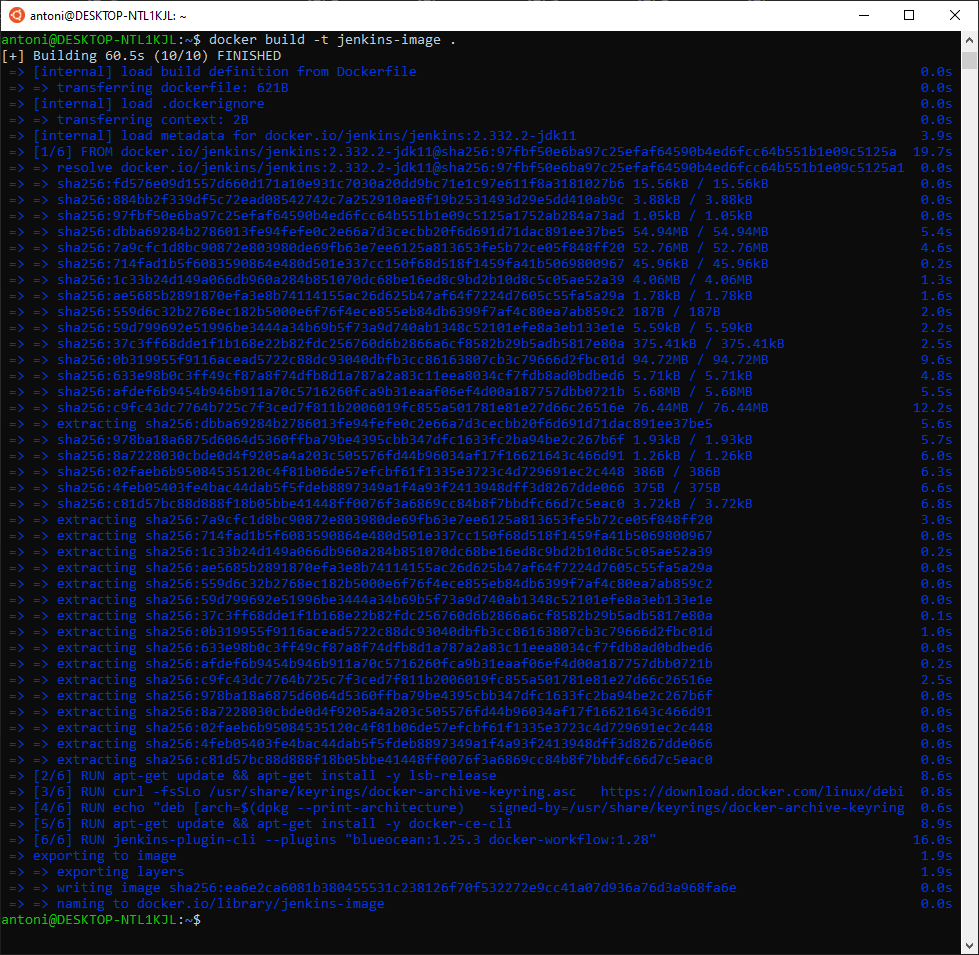 antoni@DESKTOP-NTL1KJL: ~
antoni@DESKTOP-NTL1KJL:~$ docker build -t jenkins-image .
[+] Building 60.5s (10/10) FINISHED
=> [internal] load build definition from Dockerfile 0.0s
=> => transferring dockerfile: 621B 0.0s
=> [internal] load .dockerignore 0.0s
=> => transferring context: 2B 0.0s
=> [internal] load metadata for docker.io/jenkins/jenkins:2.332.2-jdk11 3.9s
=> [1/6] FROM docker.io/jenkins/jenkins:2.332.2-jdk11@sha256:97fbf50e6ba97c25efaf64590b4ed6fcc64b551b1e09c5125a 19.7s
=> => resolve docker.io/jenkins/jenkins:2.332.2-jdk11@sha256:97fbf50e6ba97c25efaf64590b4ed6fcc64b551b1e09c5125a1 0.0s
=> => sha256:fd576e09d1557d660d171a10e931c7030a20dd9bc71e1c97e611f8a3181027b6 15.56kB / 15.56kB 0.0s
=> => sha256:884bb2f339df5c72ead08542742c7a252910ae8f19b2531493d29e5dd410ab9c 3.88kB / 3.88kB 0.0s
=> => sha256:97fbf50e6ba97c25efaf64590b4ed6fcc64b551b1e09c5125a1752ab284a73ad 1.05kB / 1.05kB 0.0s
=> => sha256:dbba69284b2786013fe94fefe0c2e66a7d3cecbb20f6d691d71dac891ee37be5 54.94MB / 54.94MB 5.4s
=> => sha256:7a9cfc1d8bc90872e803980de69fb63e7ee6125a813653fe5b72ce05f848ff20 52.76MB / 52.76MB 4.6s
=> => sha256:714fad1b5f6083590864e480d501e337cc150f68d518f1459fa41b5069800967 45.96kB / 45.96kB 0.2s
=> => sha256:1c33b24d149a066db960a284b851070dc68be16ed8c9bd2b10d8c5c05ae52a39 4.06MB / 4.06MB 1.3s
=> => sha256:ae5685b2891870efa3e8b74114155ac26d625b47af64f7224d7605c55fa5a29a 1.78kB / 1.78kB 1.6s
=> => sha256:559d6c32b2768ec182b5000e6f76f4ece855eb84db6399f7af4c80ea7ab859c2 187B / 187B 2.0s
=> => sha256:59d799692e51996be3444a34b69b5f73a9d740ab1348c52101efe8a3eb133e1e 5.59kB / 5.59kB 2.2s
=> => sha256:37c3ff68dde1f1b168e22b82fdc256760d6b2866a6cf8582b29b5adb5817e80a 375.41kB / 375.41kB 2.5s
=> => sha256:0b319955f9116acead5722c88dc93040dbfb3cc86163807cb3c79666d2fbc01d 94.72MB / 94.72MB 9.6s
=> => sha256:633e98b0c3ff49cf87a8f74dfb8d1a787a2a83c11eea8034cf7fdb8ad0bdbed6 5.71kB / 5.71kB 4.8s
=> => sha256:afdef6b9454b946b911a70c5716260fca9b31eaaf06ef4d00a187757dbb0721b 5.68MB / 5.68MB 5.5s
=> => sha256:c9fc43dc7764b725c7f3ced7f811b2006019fc855a501781e81e27d66c26516e 76.44MB / 76.44MB 12.2s
=> => extracting sha256:dbba69284b2786013fe94fefe0c2e66a7d3cecbb20f6d691d71dac891ee37be5 5.6s
=> => sha256:978ba18a6875d6064d5360ffba79be4395cbb347dfc1633fc2ba94be2c267b6f 1.93kB / 1.93kB 5.7s
=> => sha256:8a7228030cbde0d4f9205a4a203c505576fd44b96034af17f16621643c466d91 1.26kB / 1.26kB 6.0s
=> => sha256:02faeb6b95084535120c4f81b06de57efcbf61f1335e3723c4d729691ec2c448 386B / 386B 6.3s
=> => sha256:4feb05403fe4bac44dab5f5fdeb8897349a1f4a93f2413948dff3d8267dde066 375B / 375B 6.6s
=> => sha256:c81d57bc88d888f18b05bbe41448ff0076f3a6869cc84b8f7bbdfc66d7c5eac0 3.72kB / 3.72kB 6.8s
=> => extracting sha256:7a9cfc1d8bc90872e803980de69fb63e7ee6125a813653fe5b72ce05f848ff20 3.0s
=> => extracting sha256:714fad1b5f6083590864e480d501e337cc150f68d518f1459fa41b5069800967 0.0s
=> => extracting sha256:1c33b24d149a066db960a284b851070dc68be16ed8c9bd2b10d8c5c05ae52a39 0.2s
=> => extracting sha256:ae5685b2891870efa3e8b74114155ac26d625b47af64f7224d7605c55fa5a29a 0.0s
=> => extracting sha256:559d6c32b2768ec182b5000e6f76f4ece855eb84db6399f7af4c80ea7ab859c2 0.0s
=> => extracting sha256:59d799692e51996be3444a34b69b5f73a9d740ab1348c52101efe8a3eb133e1e 0.0s
=> => extracting sha256:37c3ff68dde1f1b168e22b82fdc256760d6b2866a6cf8582b29b5adb5817e80a 0.1s
=> => extracting sha256:0b319955f9116acead5722c88dc93040dbfb3cc86163807cb3c79666d2fbc01d 1.0s
=> => extracting sha256:633e98b0c3ff49cf87a8f74dfb8d1a787a2a83c11eea8034cf7fdb8ad0bdbed6 0.0s
=> => extracting sha256:afdef6b9454b946b911a70c5716260fca9b31eaaf06ef4d00a187757dbb0721b 0.2s
=> => extracting sha256:c9fc43dc7764b725c7f3ced7f811b2006019fc855a501781e81e27d66c26516e 2.5s
=> => extracting sha256:978ba18a6875d6064d5360ffba79be4395cbb347dfc1633fc2ba94be2c267b6f 0.0s
=> => extracting sha256:8a7228030cbde0d4f9205a4a203c505576fd44b96034af17f16621643c466d91 0.0s
=> => extracting sha256:02faeb6b95084535120c4f81b06de57efcbf61f1335e3723c4d729691ec2c448 0.0s
=> => extracting sha256:4feb05403fe4bac44dab5f5fdeb8897349a1f4a93f2413948dff3d8267dde066 0.0s
=> => extracting sha256:c81d57bc88d888f18b05bbe41448ff0076f3a6869cc84b8f7bbdfc66d7c5eac0 0.0s
=> [2/6] RUN apt-get update && apt-get install -y lsb-release 8.6s
=> [3/6] RUN curl -fsSLo /usr/share/keyrings/docker-archive-keyring.asc   https://download.docker.com/linux/debi 0.8s
=> [4/6] RUN echo "deb [arch=$(dpkg --print-architecture)   signed-by=/usr/share/keyrings/docker-archive-keyring 0.6s
=> [5/6] RUN apt-get update && apt-get install -y docker-ce-cli 8.9s
=> [6/6] RUN jenkins-plugin-cli --plugins "blueocean:1.25.3 docker-workflow:1.28" 16.0s
=> exporting to image 1.9s
=> => exporting layers 1.9s
=> => writing image sha256:ea6e2ca6081b380455531c238126f70f532272e9cc41a07d936a76d3a968fa6e 0.0s
=> => naming to docker.io/library/jenkins-image 0.0s
antoni@DESKTOP-NTL1KJL:~$